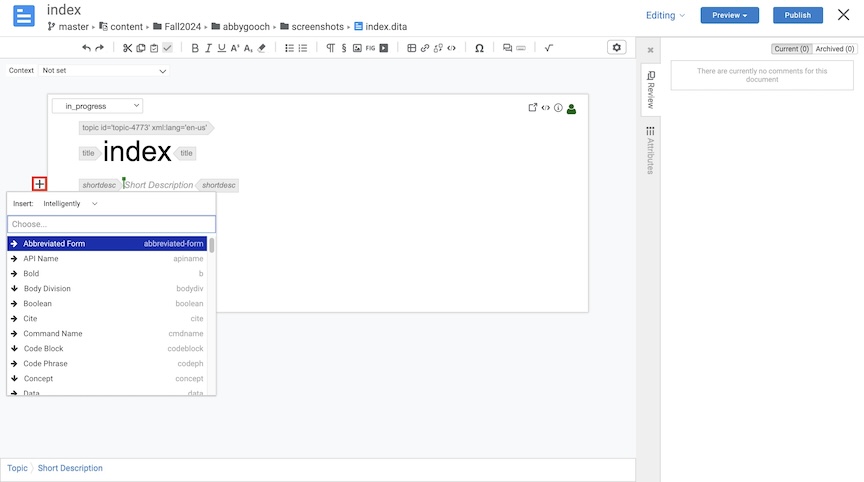 index
master ▸ content ▸ Fall2024 ▸ abbygooch ▸ screenshots ▸ index.dita
Editing
Preview
Publish
B I U A A FIG Ω
Context Not set
Current (0) Archived (0)
There are currently no comments for this
document
Review
Attributes
in_progress
topic id='topic-4773' xml:lang='en-us'
title index title
shortdesc Short Description shortdesc
Insert: Intelligently
Choose...
Abbreviated Form abbreviated-form
API Name apiname
Bold b
Body Division bodydiv
Boolean boolean
Cite cite
Command Name cmdname
Code Block codeblock
Code Phrase codeph
Concept concept
Data data
Topic Short Description